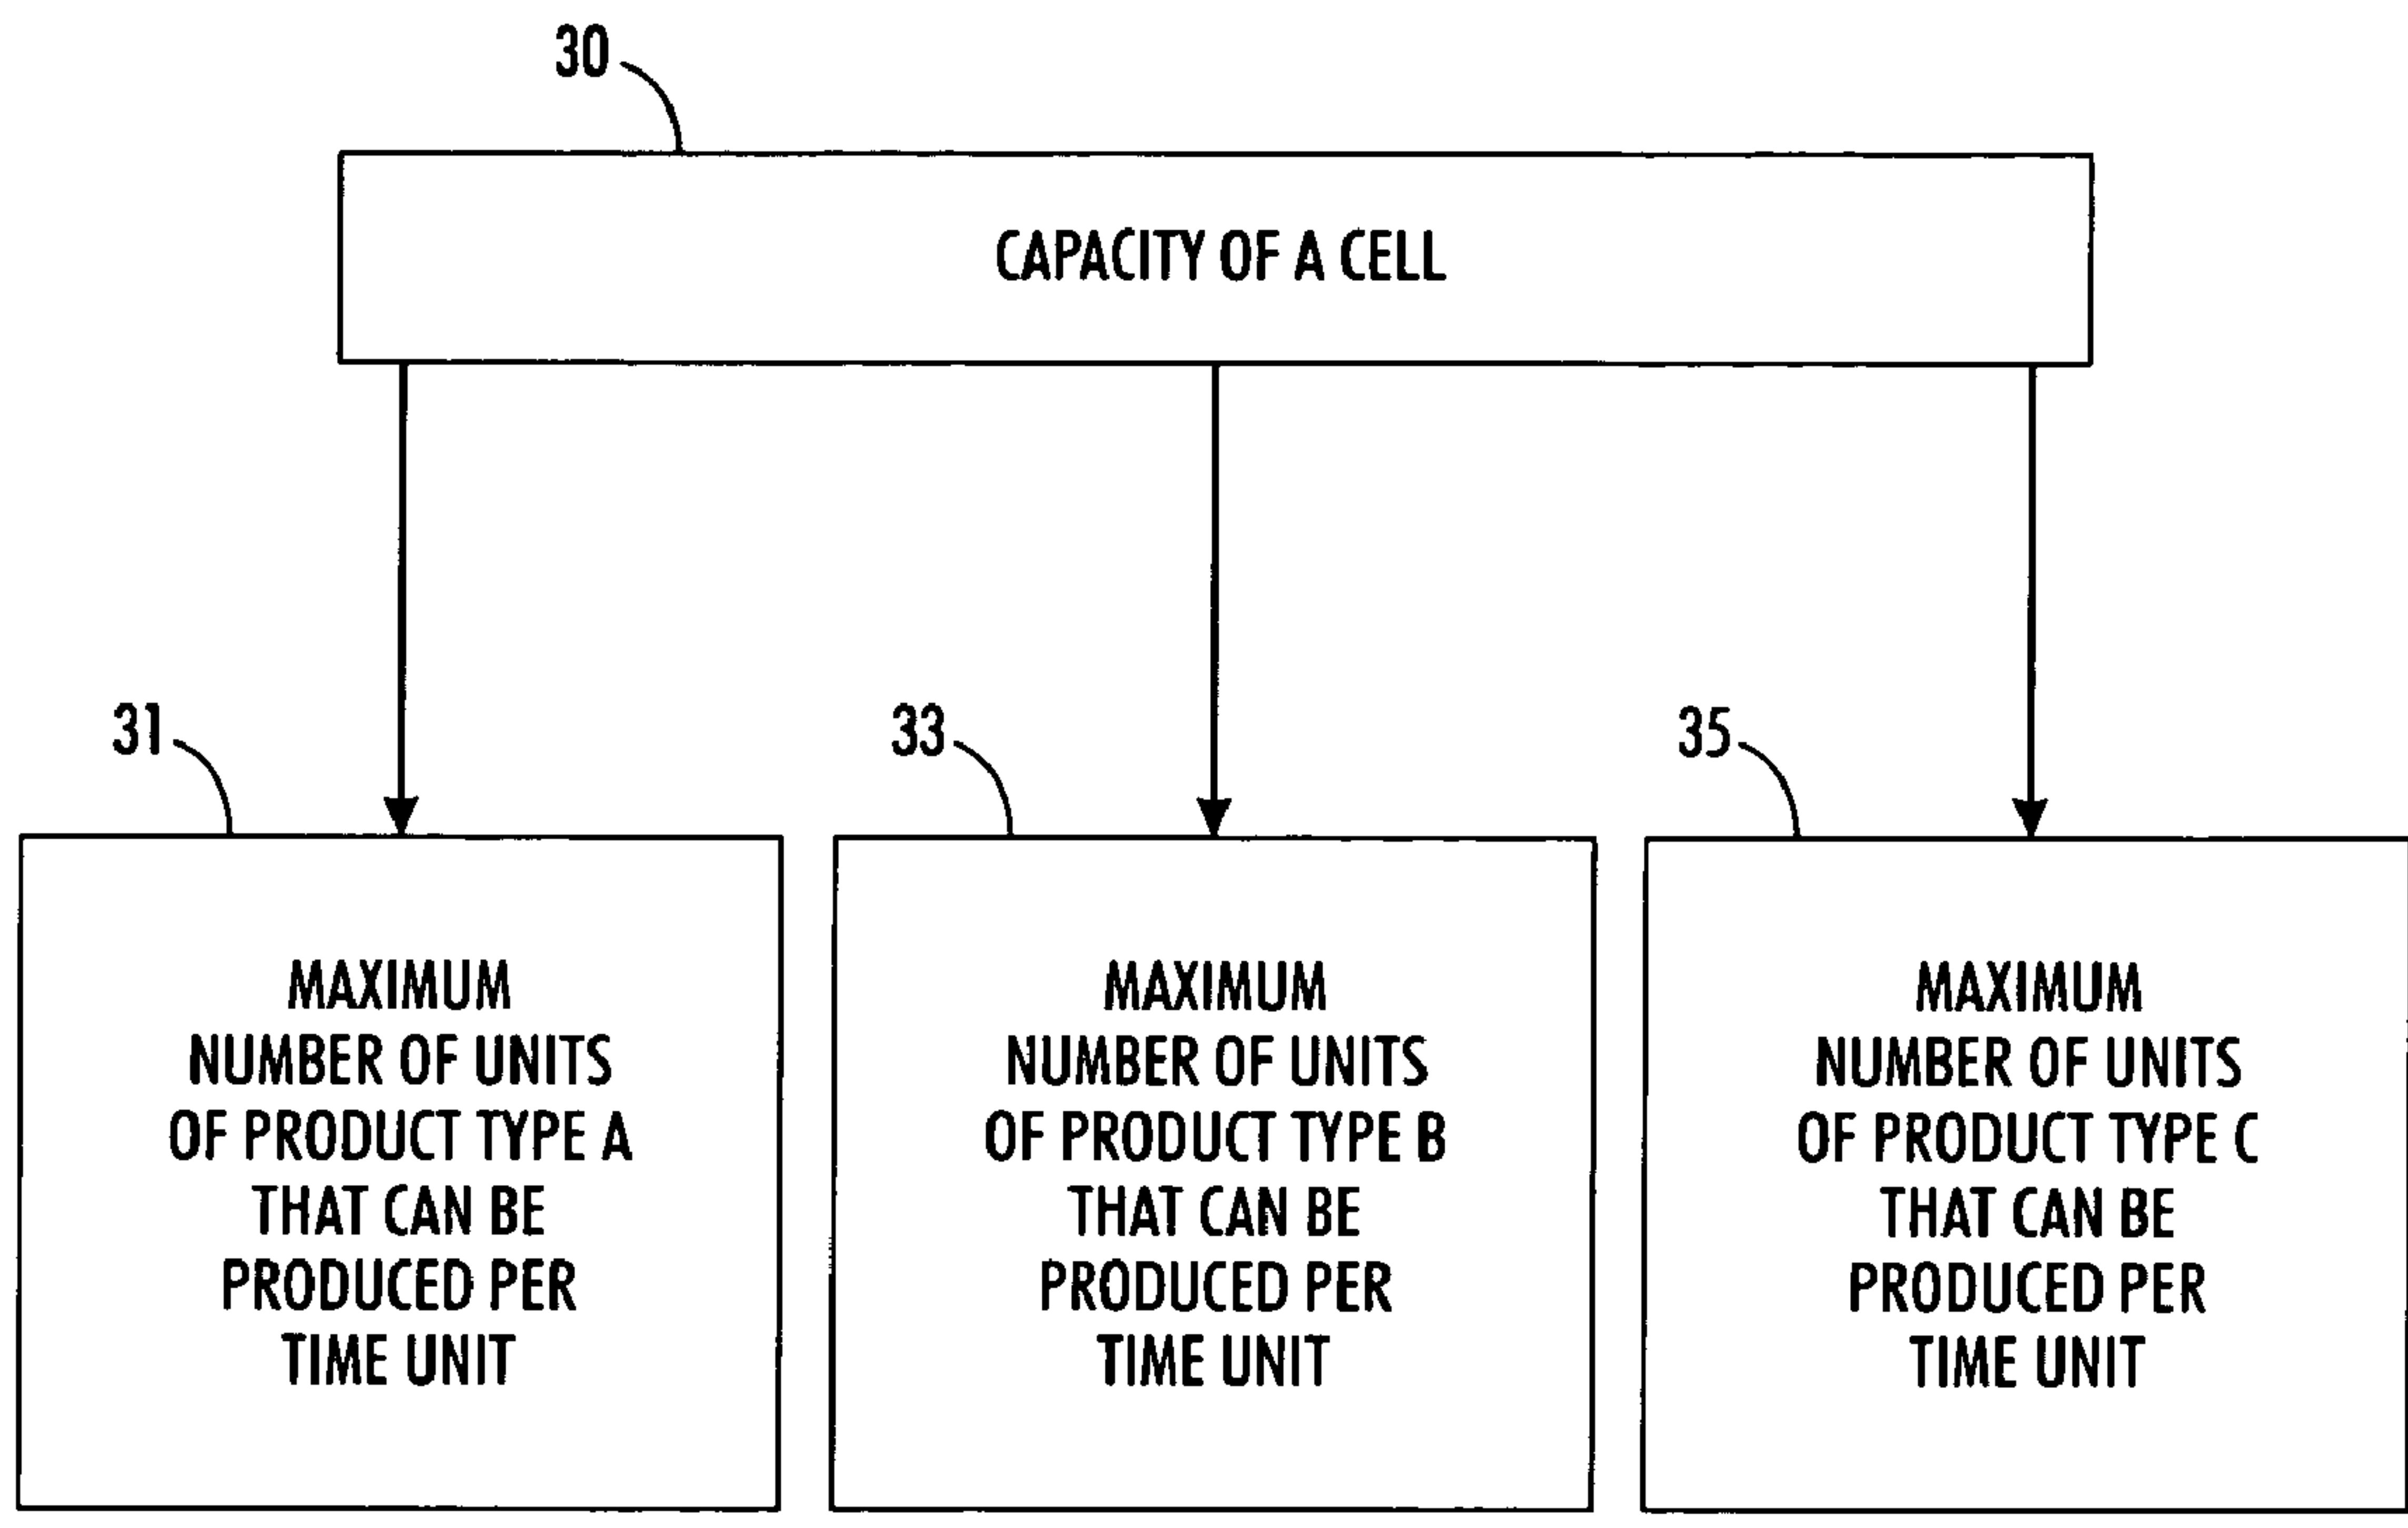 30
CAPACITY OF A CELL
31
33
35
MAXIMUM
NUMBER OF UNITS
OF PRODUCT TYPE A
THAT CAN BE
PRODUCED PER
TIME UNIT
MAXIMUM
NUMBER OF UNITS
OF PRODUCT TYPE B
THAT CAN BE
PRODUCED PER
TIME UNIT
MAXIMUM
NUMBER OF UNITS
OF PRODUCT TYPE C
THAT CAN BE
PRODUCED PER
TIME UNIT